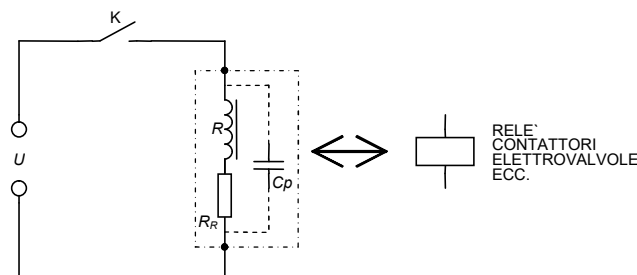 K
U
R
Cp
RR
RELE`
CONTATTORI
ELETTROVALVOLE
ECC.